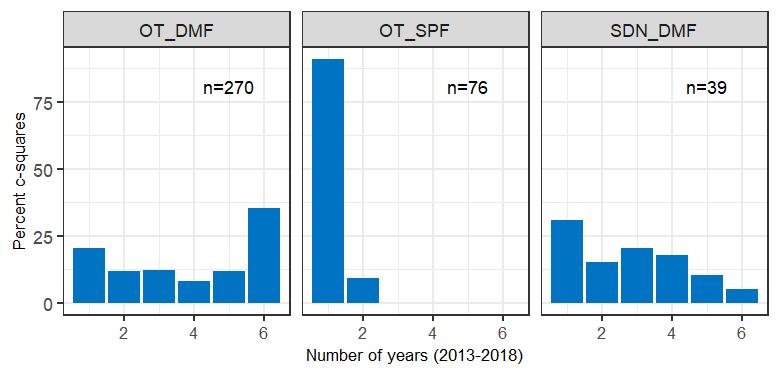 OT_DMF OT_SPF SDN_DMF
n=270 n=76 n=39
Percent c-squares
75
50
25
0
2 4 6 2 4 6 2 4 6
Number of years (2013-2018)